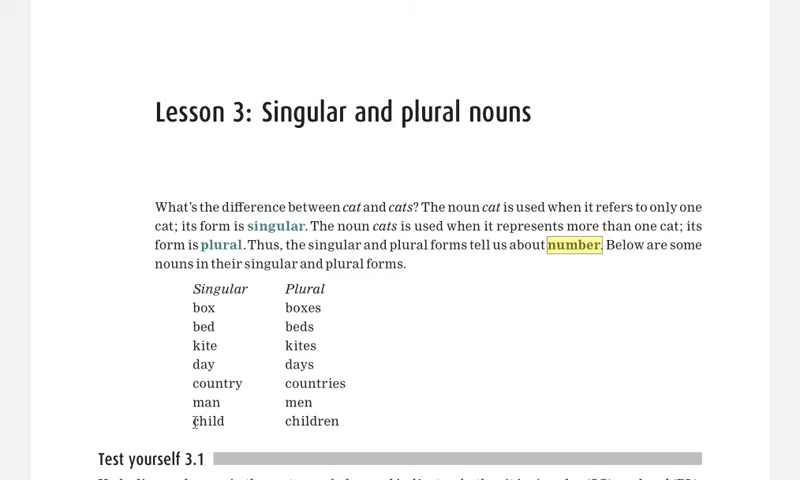 Lesson 3: Singular and plural nouns
What's the difference between cat and cats? The noun cat is used when it refers to only one
cat; its form is singular. The noun cats is used when it represents more than one cat; its
form is plural. Thus, the singular and plural forms tell us about number. Below are some
nouns in their singular and plural forms.
Singular Plural
box boxes
bed beds
kite kites
day days
country countries
man men
child children
Test yourself 3.1